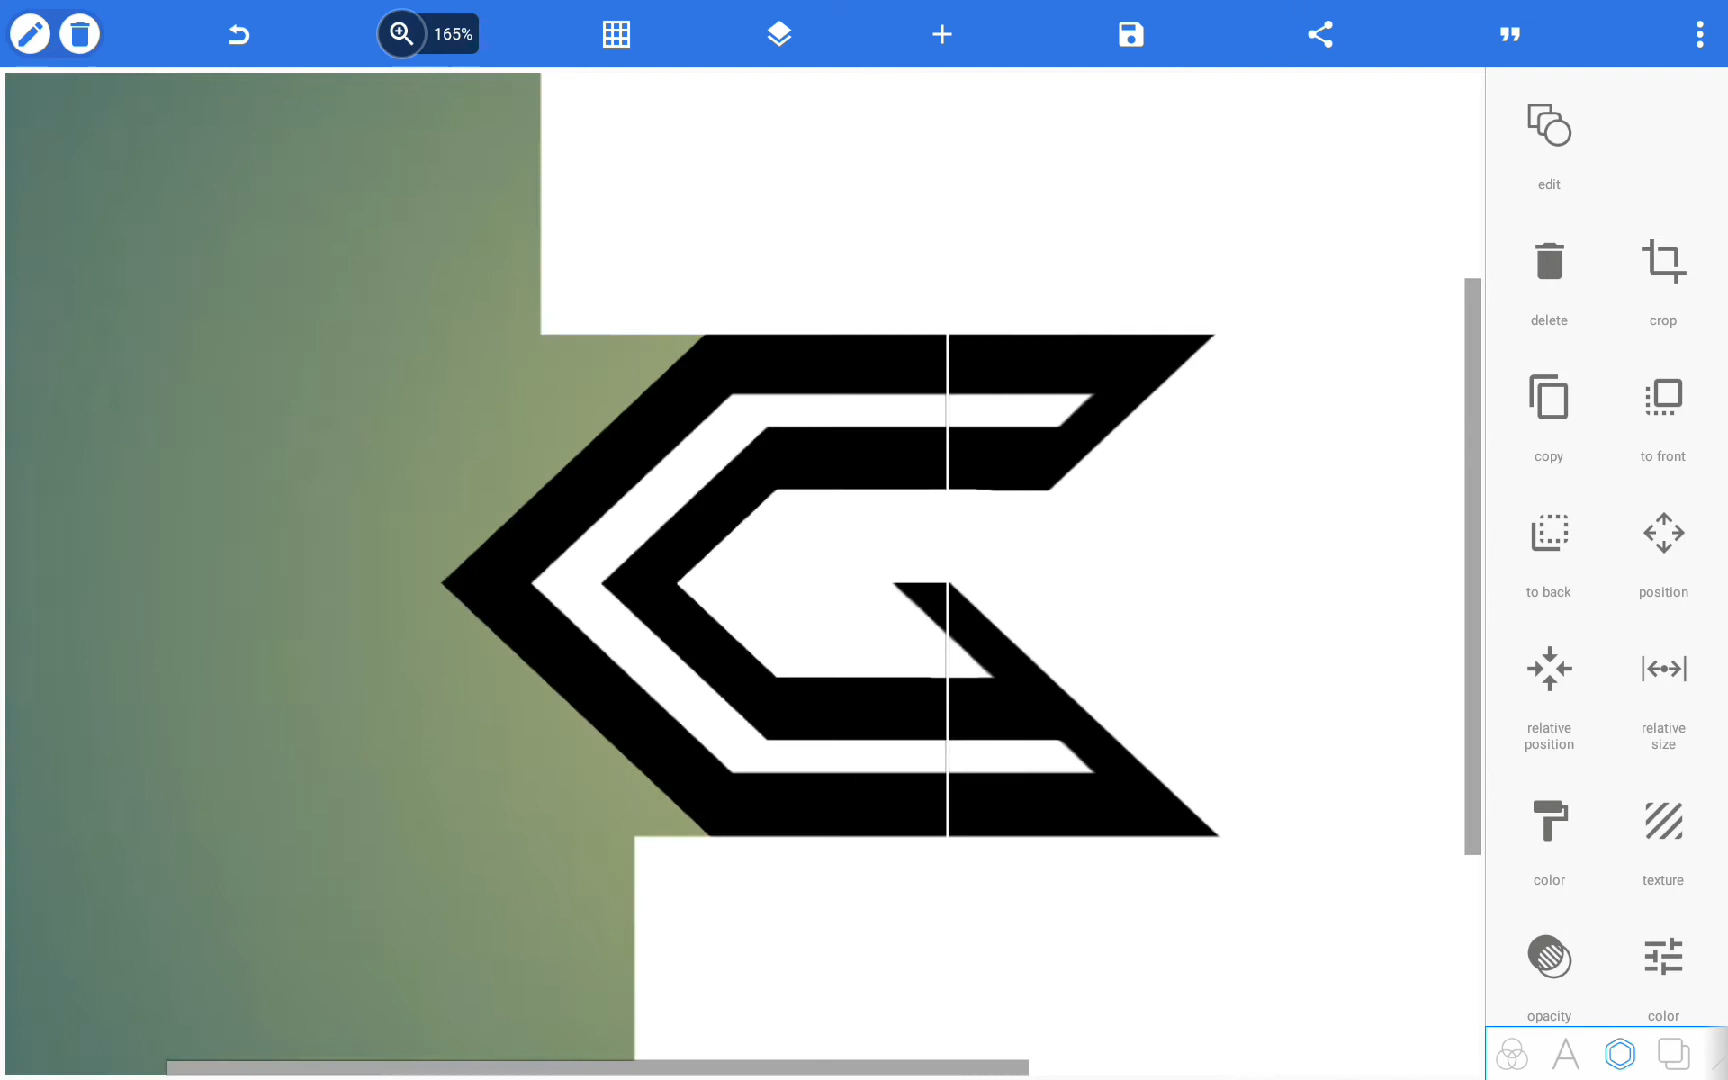 165%
edit
delete
crop
copy
to front
to back
position
relative
position
relative
size
color
texture
opacity
color